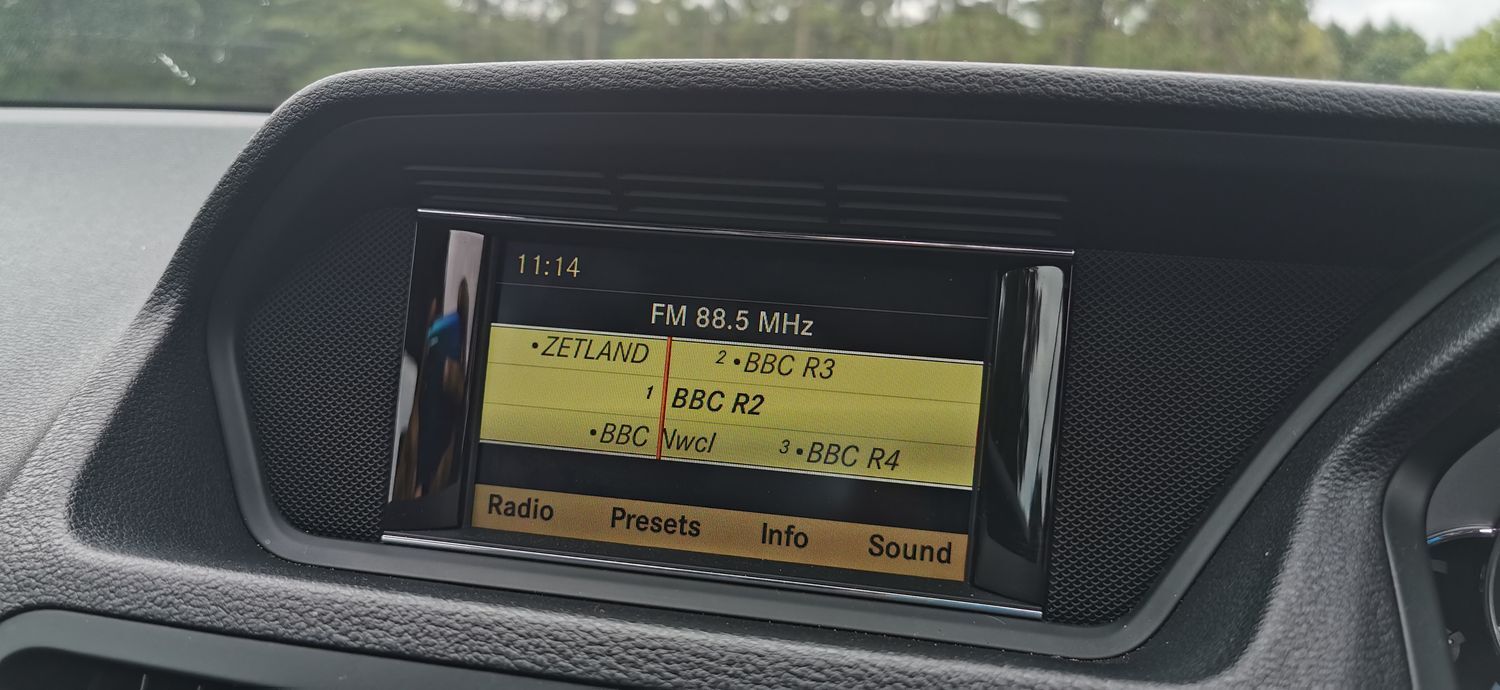 11:14
FM 88.5 MHz
•ZETLAND 2 •BBC R3
1 BBC R2
•BBC Nwcl 3 •BBC R4
Radio Presets Info Sound